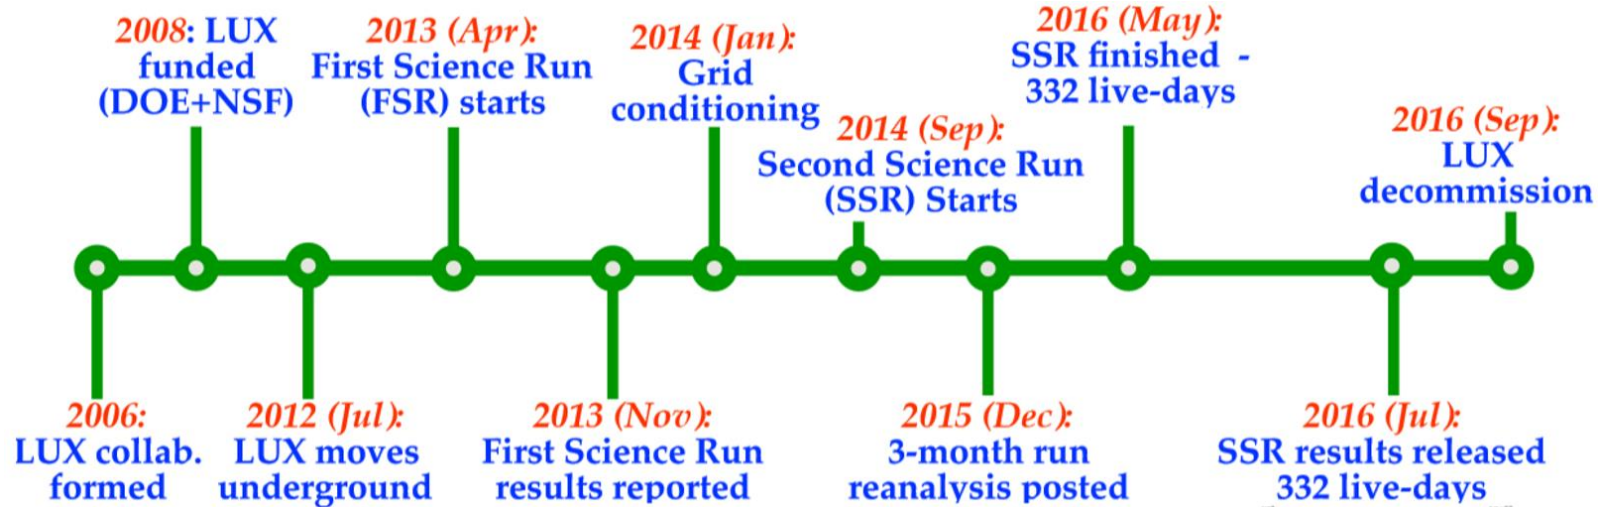 2008: LUX
funded
(DOE+NSF)
2013 (Apr):
First Science Run
(FSR) starts
2014 (Jan):
Grid
conditioning
2014 (Sep):
Second Science Run
(SSR) Starts
2016 (May):
SSR finished -
332 live-days
2016 (Sep):
LUX
decommission
2006:
LUX collab.
formed
2012 (Jul):
LUX moves
underground
2013 (Nov):
First Science Run
results reported
2015 (Dec):
3-month run
reanalysis posted
2016 (Jul):
SSR results released
332 live-days